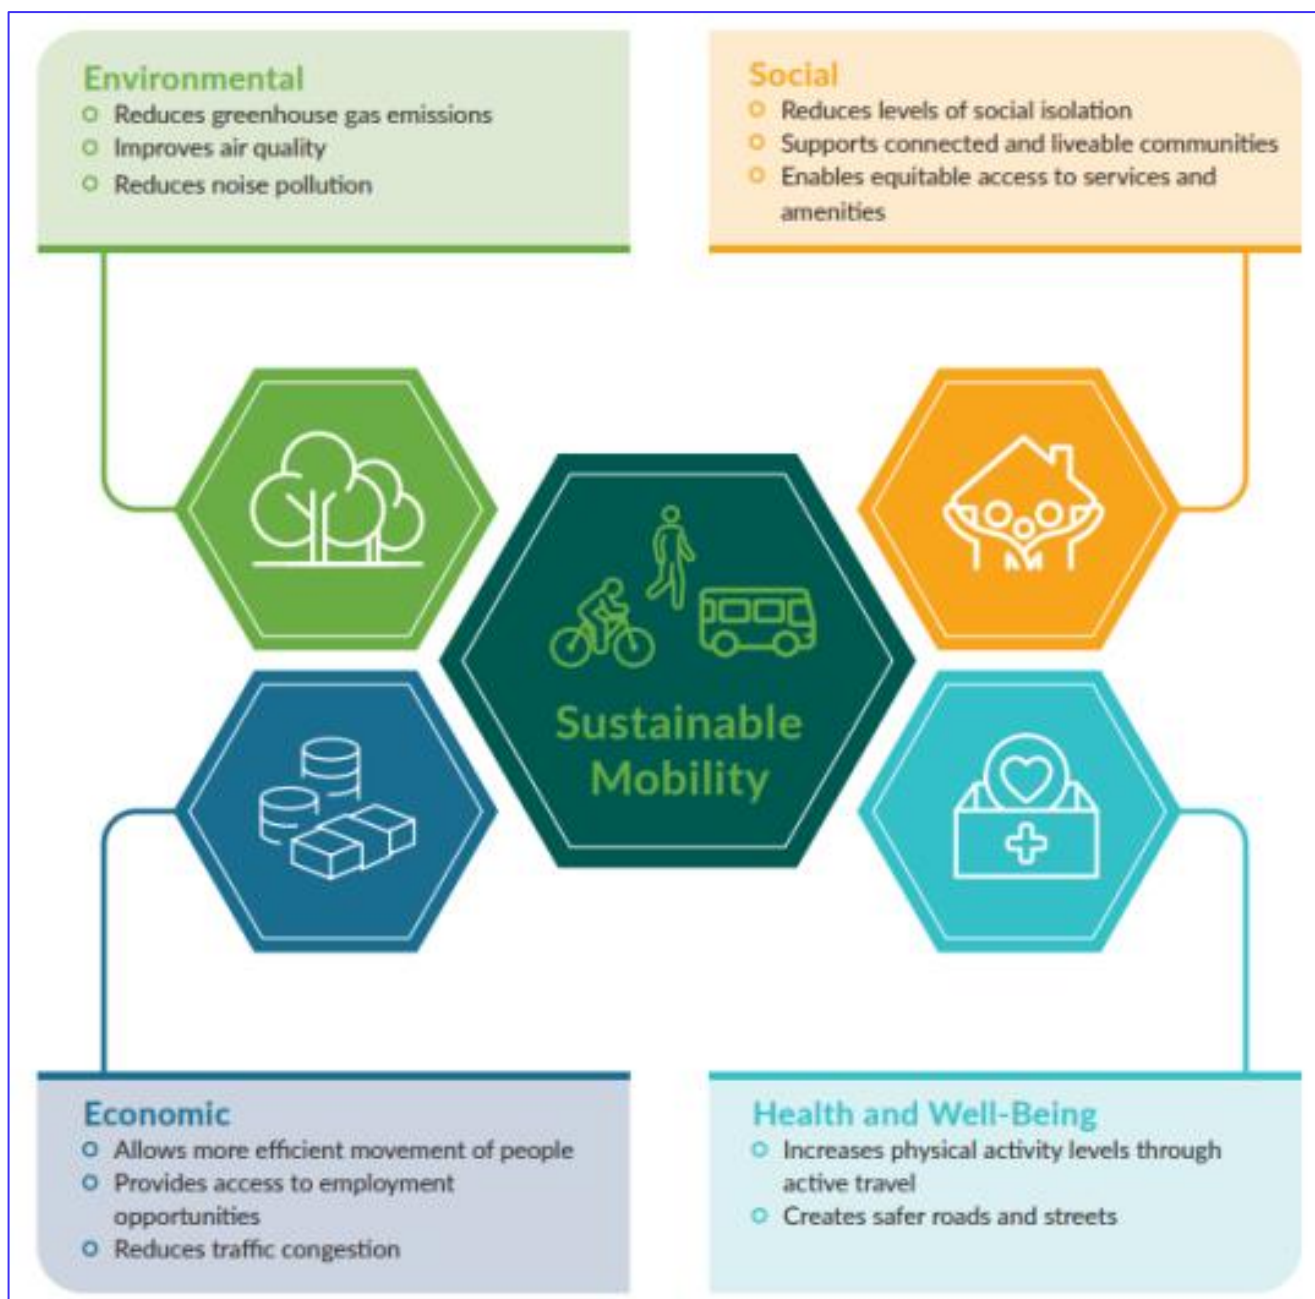 Environmental
Reduces greenhouse gas emissions
Improves air quality
Reduces noise pollution
Social
Reduces levels of social isolation
Supports connected and liveable communities
Enables equitable access to services and
amenities
Sustainable
Mobility
Economic
Allows more efficient movement of people
Provides access to employment
opportunities
Reduces traffic congestion
Health and Well-Being
Increases physical activity levels through
active travel
Creates safer roads and streets